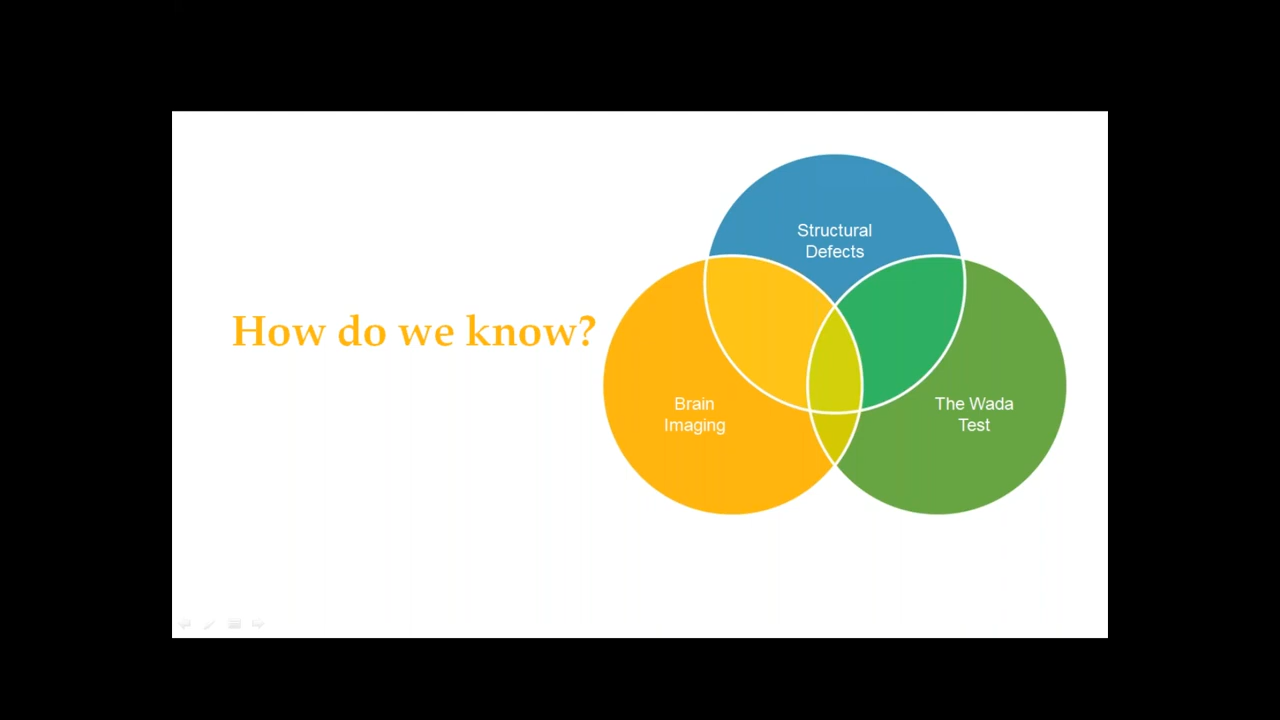 How do we know?
Structural
Defects
Brain
Imaging
The Wada
Test